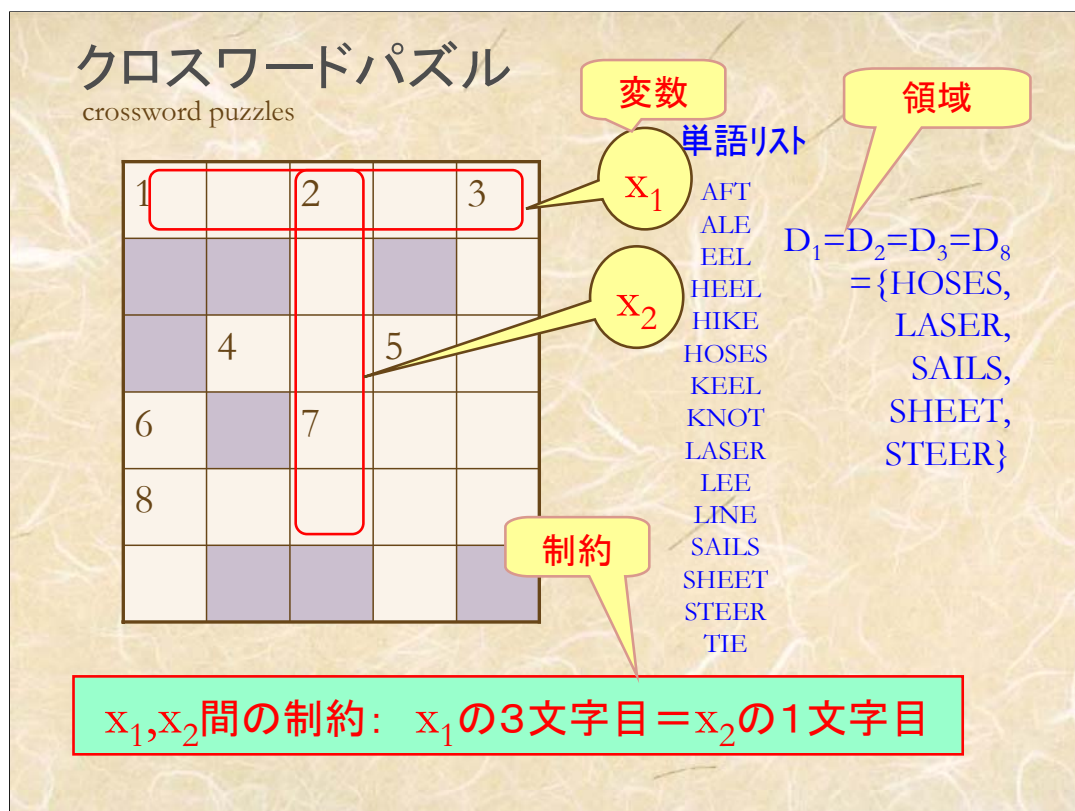 クロスワードパズル
crossword puzzles
変数
領域
単語リスト
x1
x2
1 2 3
4 5
6 7
8
AFT
ALE
EEL
HEEL
HIKE
HOSES
KEEL
KNOT
LASER
LEE
LINE
SAILS
SHEET
STEER
TIE
D1=D2=D3=D8
={HOSES,
LASER,
SAILS,
SHEET,
STEER}
制約
x1,x2間の制約： x1の３文字目＝x2の１文字目